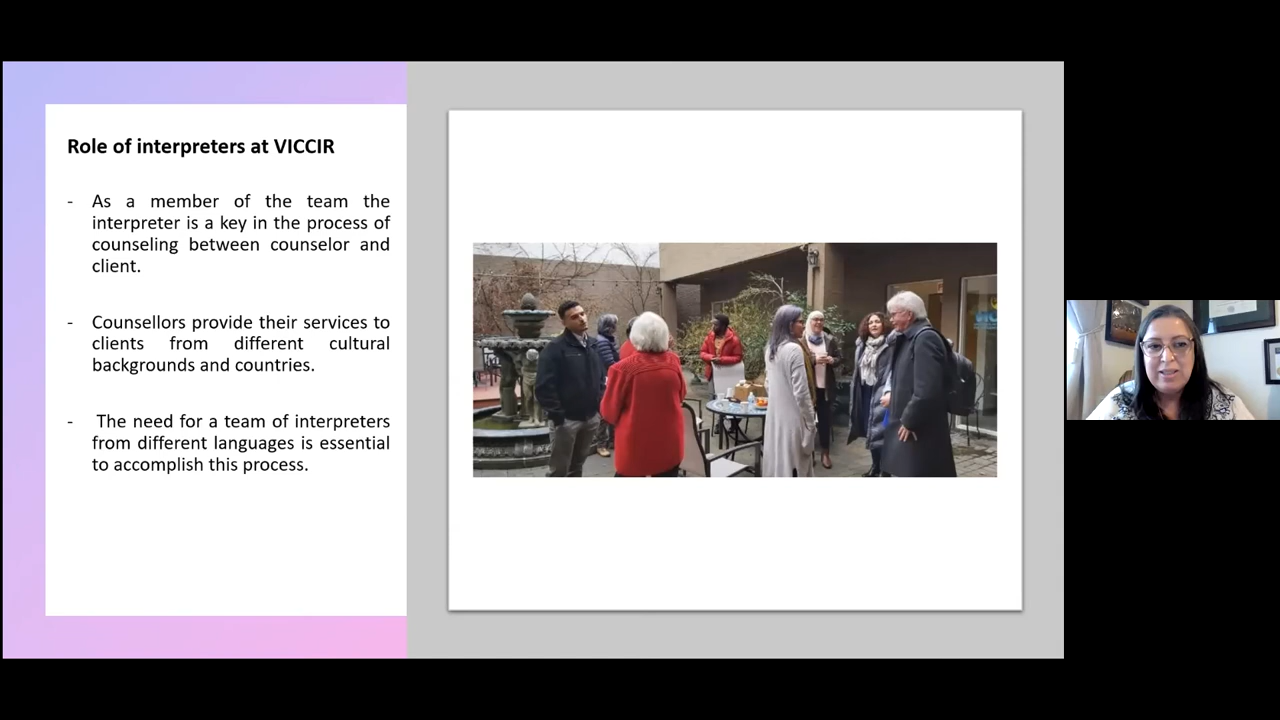 Role of interpreters at VICCIR
- As a member of the team the
interpreter is a key in the process of
counseling between counselor and
client.
- Counsellors provide their services to
clients from different cultural
backgrounds and countries.
- The need for a team of interpreters
from different languages is essential
to accomplish this process.